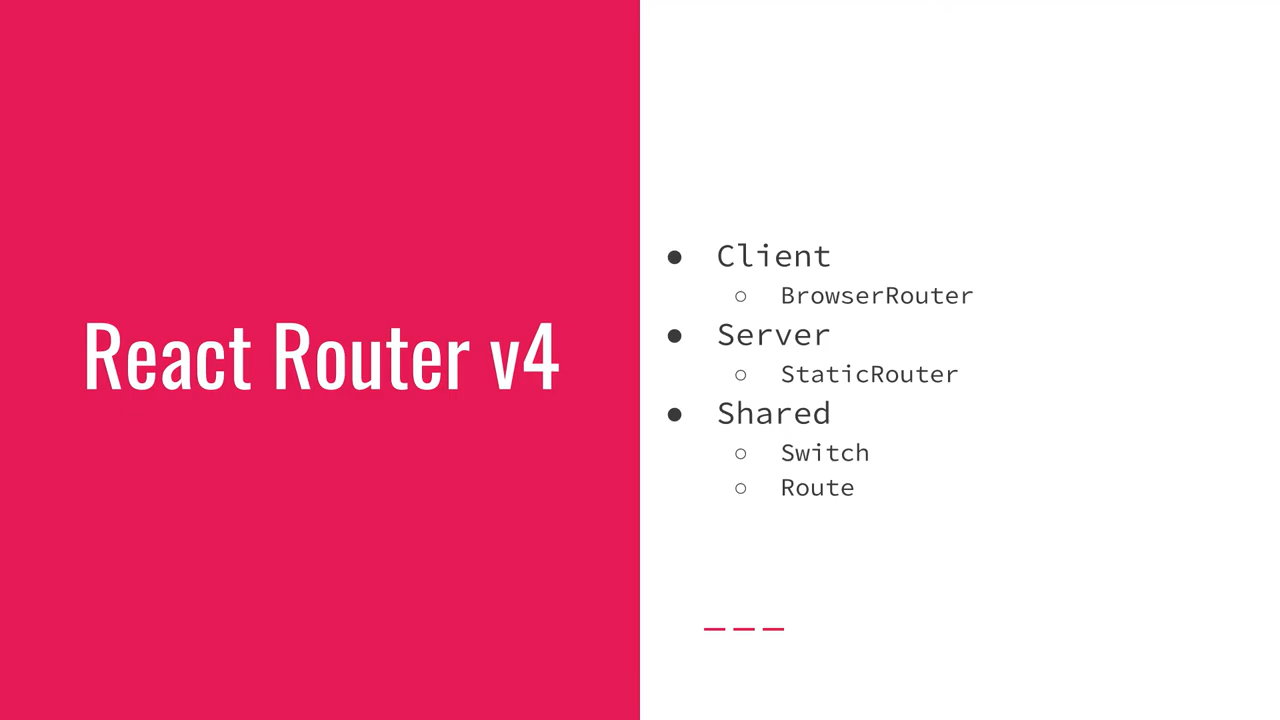 React Router v4
● Client
○ BrowserRouter
● Server
○ StaticRouter
● Shared
○ Switch
○ Route